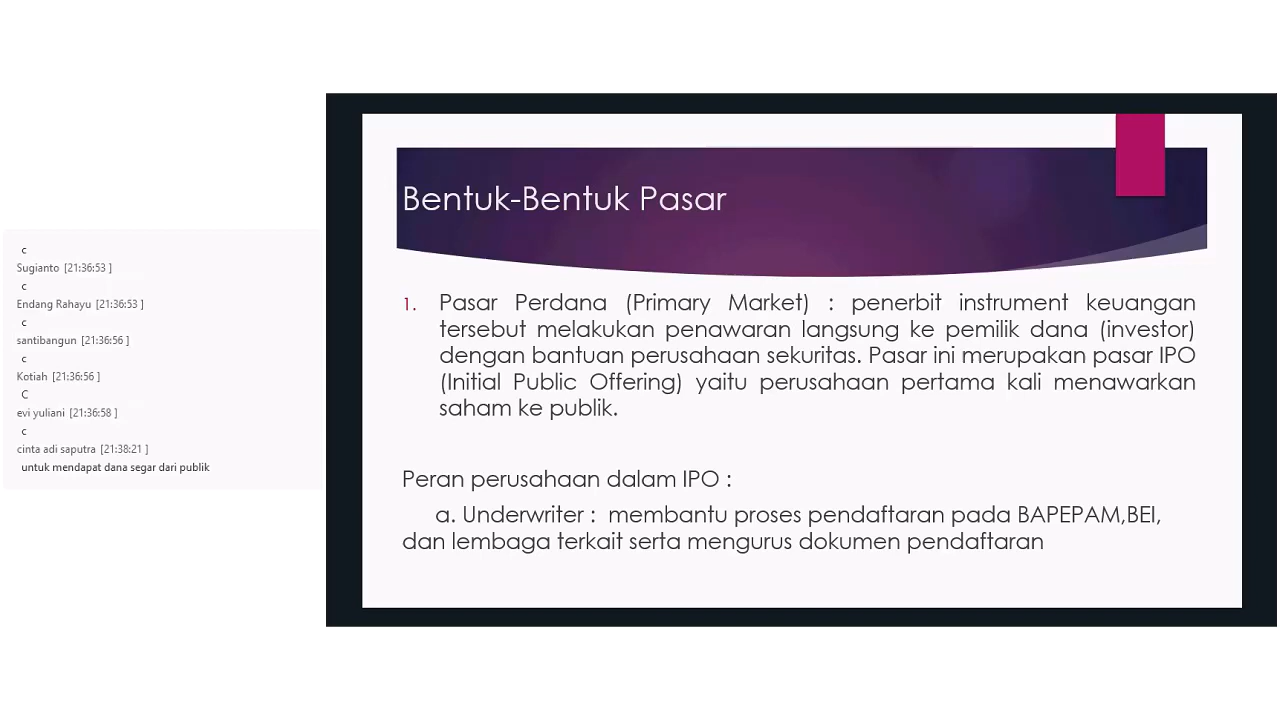 c
Sugianto [21:36:53 ]
c
Endang Rahayu [21:36:53 ]
c
santibangun [21:36:56 ]
c
Kotiah [21:36:56 ]
C
evi yuliani [21:36:58 ]
c
cinta adi saputra [21:38:21 ]
untuk mendapat dana segar dari publik
Bentuk-Bentuk Pasar
1. Pasar Perdana (Primary Market) : penerbit instrument keuangan
tersebut melakukan penawaran langsung ke pemilik dana (investor)
dengan bantuan perusahaan sekuritas. Pasar ini merupakan pasar IPO
(Initial Public Offering) yaitu perusahaan pertama kali menawarkan
saham ke publik.
Peran perusahaan dalam IPO :
a. Underwriter : membantu proses pendaftaran pada BAPEPAM,BEI,
dan lembaga terkait serta mengurus dokumen pendaftaran